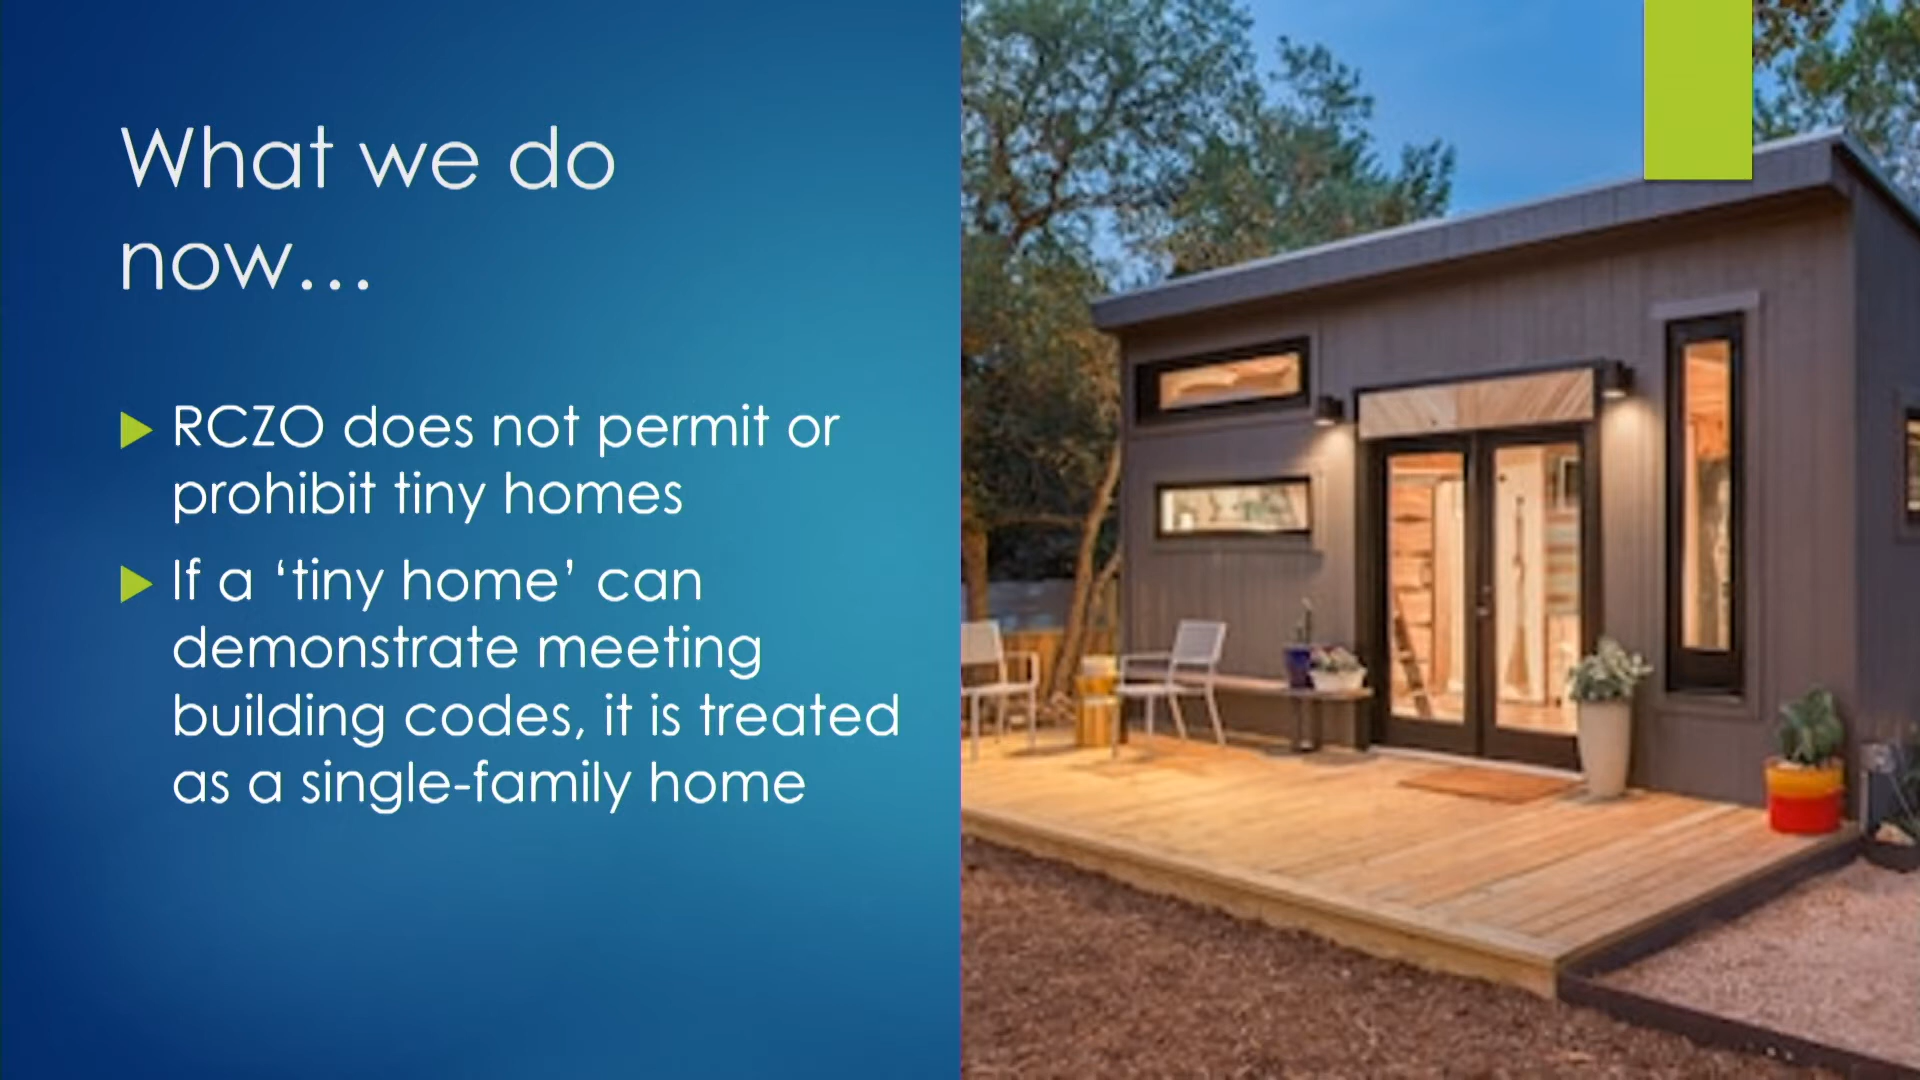 What we do
now…
RCZO does not permit or
prohibit tiny homes
If a ‘tiny home’ can
demonstrate meeting
building codes, it is treated
as a single-family home